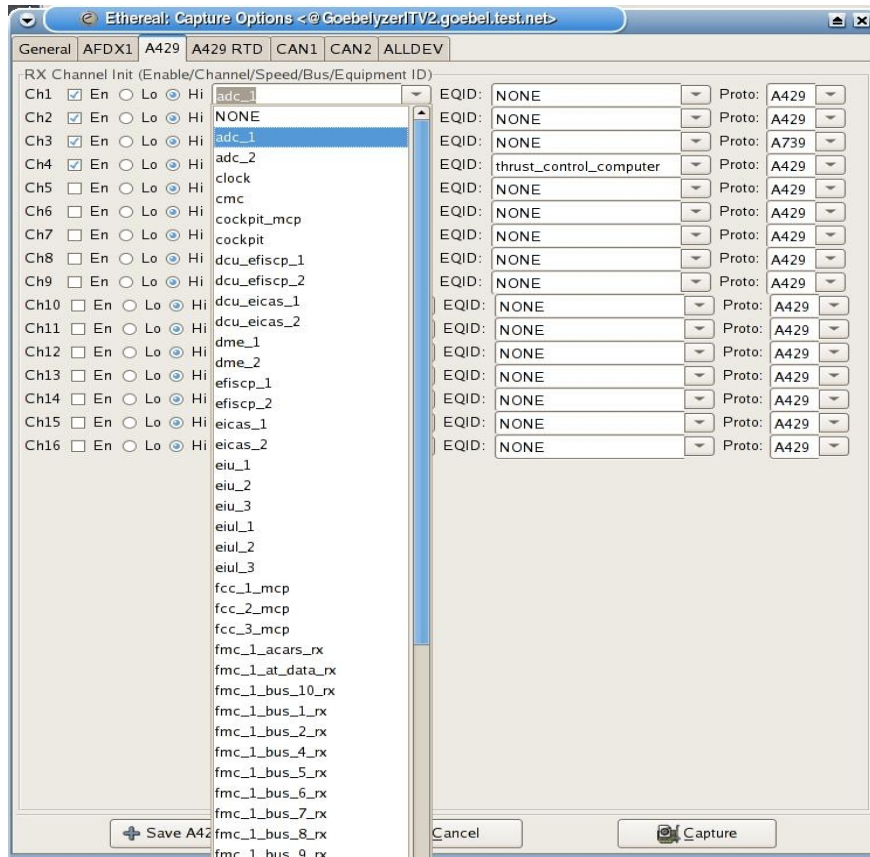 Ethereal: Capture Options <@GoebelyzerITV2.goebel.test.net>
General AFDX1 A429 A429 RTD CAN1 CAN2 ALLDEV
RX Channel Init (Enable/Channel/Speed/Bus/Equipment ID)
Ch1 En Lo Hi adc_1 EQID: NONE Proto: A429
Ch2 En Lo Hi NONE EQID: NONE Proto: A429
Ch3 En Lo Hi adc_1 EQID: NONE Proto: A739
Ch4 En Lo Hi adc_2 EQID: thrust_control_computer Proto: A429
Ch5 En Lo Hi clock EQID: NONE Proto: A429
Ch6 En Lo Hi cmc EQID: NONE Proto: A429
Ch7 En Lo Hi cockpit_mcp EQID: NONE Proto: A429
cockpit
Ch8 En Lo Hi dcu_efiscp_1 EQID: NONE Proto: A429
Ch9 En Lo Hi dcu_efiscp_2 EQID: NONE Proto: A429
Ch10 En Lo Hi dcu_eicas_1 EQID: NONE Proto: A429
Ch11 En Lo Hi dcu_eicas_2 EQID: NONE Proto: A429
dme_1
Ch12 En Lo Hi dme_2 EQID: NONE Proto: A429
Ch13 En Lo Hi efiscp_1 EQID: NONE Proto: A429
Ch14 En Lo Hi efiscp_2 EQID: NONE Proto: A429
Ch15 En Lo Hi eicas_1 EQID: NONE Proto: A429
Ch16 En Lo Hi eicas_2 EQID: NONE Proto: A429
eiu_1
eiu_2
eiu_3
eiul_1
eiul_2
eiul_3
fcc_1_mcp
fcc_2_mcp
fcc_3_mcp
fmc_1_acars_rx
fmc_1_at_data_rx
fmc_1_bus_10_rx
fmc_1_bus_1_rx
fmc_1_bus_2_rx
fmc_1_bus_4_rx
fmc_1_bus_5_rx
fmc_1_bus_6_rx
fmc_1_bus_7_rx
fmc_1_bus_8_rx
fmc_1_bus_9_rx
Save A42 Cancel Capture